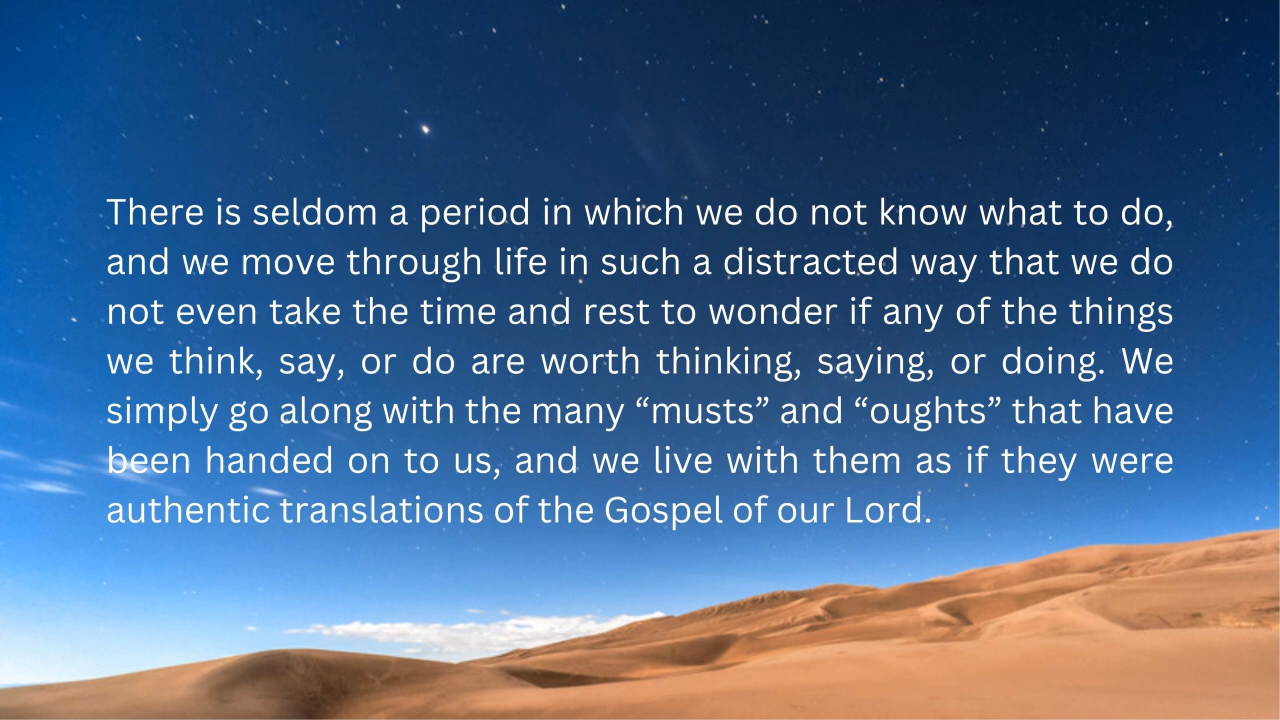 There is seldom a period in which we do not know what to do,
and we move through life in such a distracted way that we do
not even take the time and rest to wonder if any of the things
we think, say, or do are worth thinking, saying, or doing. We
simply go along with the many “musts” and “oughts” that have
been handed on to us, and we live with them as if they were
authentic translations of the Gospel of our Lord.